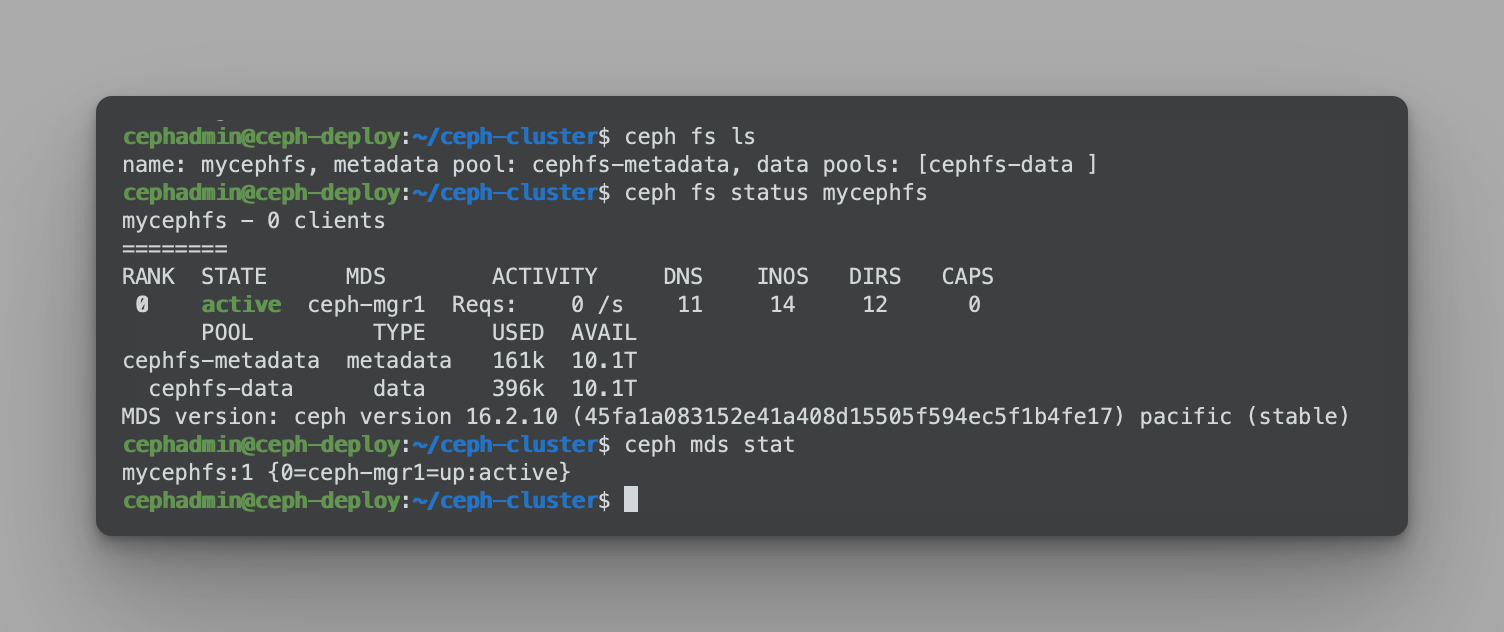 cephadmin@ceph-deploy:~/ceph-cluster$ ceph fs ls
name: mycephfs, metadata pool: cephfs-metadata, data pools: [cephfs-data ]
cephadmin@ceph-deploy:~/ceph-cluster$ ceph fs status mycephfs
mycephfs - 0 clients
========
RANK  STATE      MDS        ACTIVITY     DNS    INOS   DIRS   CAPS
 0    active  ceph-mgr1  Reqs:    0 /s    11     14     12      0
      POOL         TYPE     USED  AVAIL
cephfs-metadata  metadata   161k  10.1T
  cephfs-data      data     396k  10.1T
MDS version: ceph version 16.2.10 (45fa1a083152e41a408d15505f594ec5f1b4fe17) pacific (stable)
cephadmin@ceph-deploy:~/ceph-cluster$ ceph mds stat
mycephfs:1 {0=ceph-mgr1=up:active}
cephadmin@ceph-deploy:~/ceph-cluster$